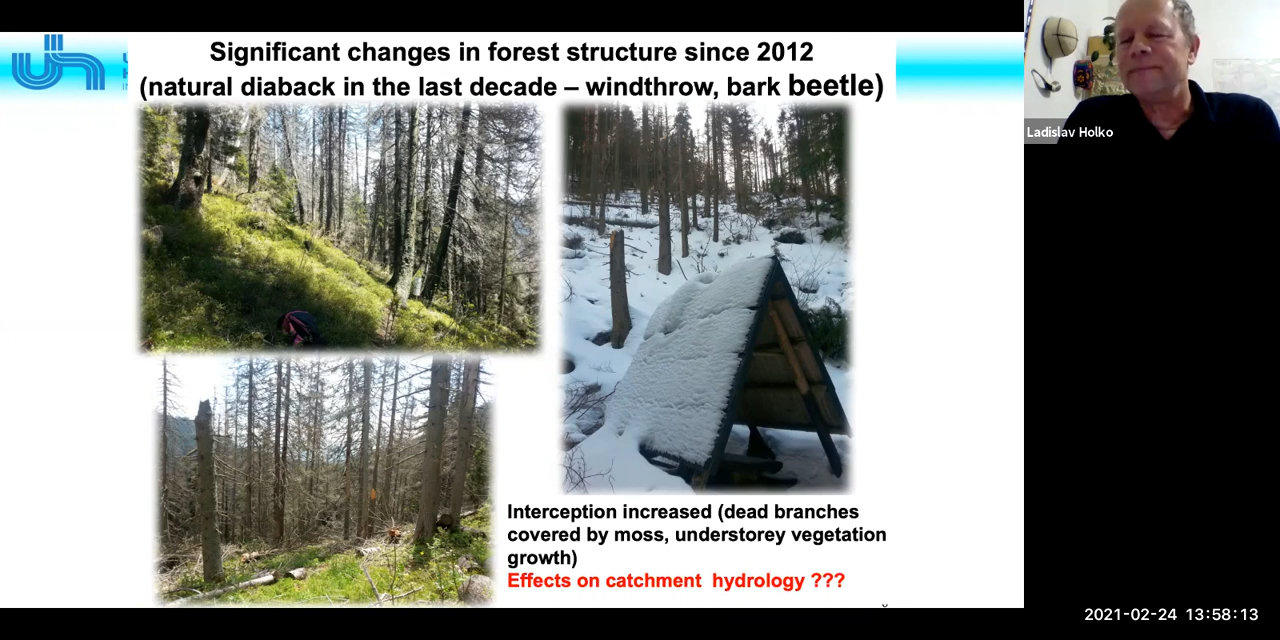 Significant changes in forest structure since 2012
(natural diaback in the last decade – windthrow, bark beetle)
Ladislav Holko
Interception increased (dead branches
covered by moss, understorey vegetation
growth)
Effects on catchment hydrology ???
2021-02-24 13:58:13